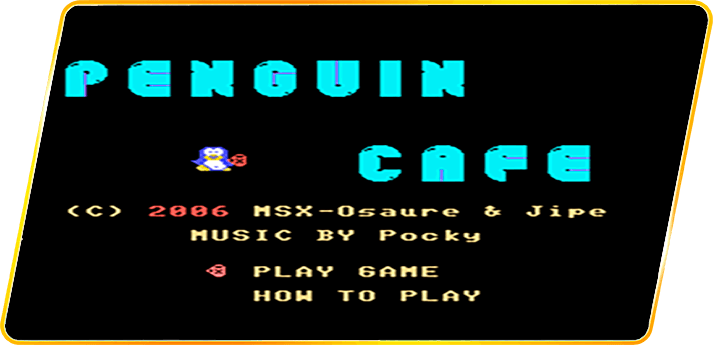 PENGUIN
CAFE
(C) 2006 MSX-Osaure & Jipe
MUSIC BY Pocky
PLAY GAME
HOW TO PLAY